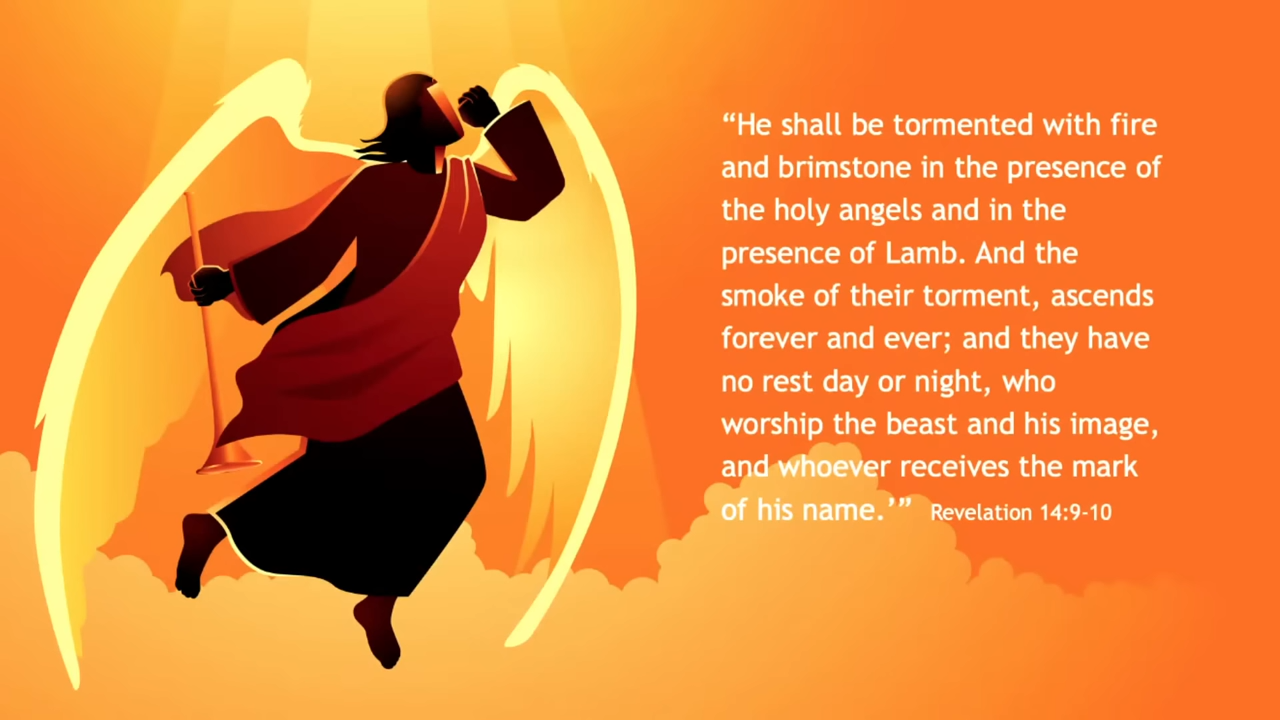 “He shall be tormented with fire
and brimstone in the presence of
the holy angels and in the
presence of Lamb. And the
smoke of their torment, ascends
forever and ever; and they have
no rest day or night, who
worship the beast and his image,
and whoever receives the mark
of his name.’” Revelation 14:9-10